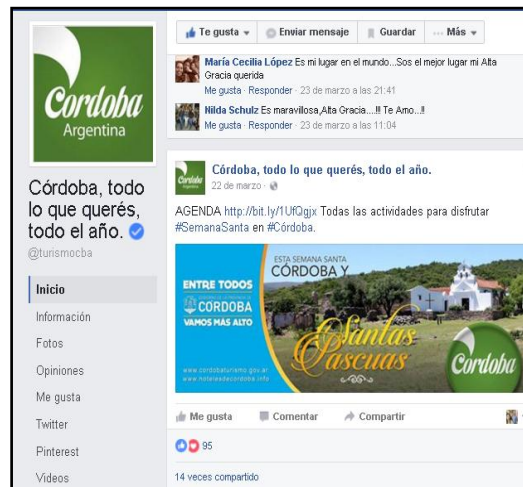 Cordoba
Argentina
Córdoba, todo
lo que querés,
todo el año.
@turismocba
Inicio
Información
Fotos
Opiniones
Me gusta
Twitter
Pinterest
Videos
Te gusta
Enviar mensaje
Guardar
Más
María Cecilia López Es mi lugar en el mundo...Sos el mejor lugar mi Alta
Gracia querida
Me gusta · Responder · 23 de marzo a las 21:41
Nilda Schulz Es maravillosa,Alta Gracia....!!! Te Amo...!!
Me gusta · Responder · 23 de marzo a las 11:04
Cordoba
Córdoba, todo lo que querés, todo el año.
22 de marzo ·
AGENDA http://bit.ly/1UfQgjx Todas las actividades para disfrutar
#SemanaSanta en #Córdoba.
ENTRE TODOS
CORDOBA
VAMOS MÁS ALTO
www.cordobaturismo.gov.ar
www.hotelesdecordoba.info
ESTA SEMANA SANTA
CÓRDOBA Y
Santas
Pascuas
Cordoba
Me gusta
Comentar
Compartir
95
14 veces compartido